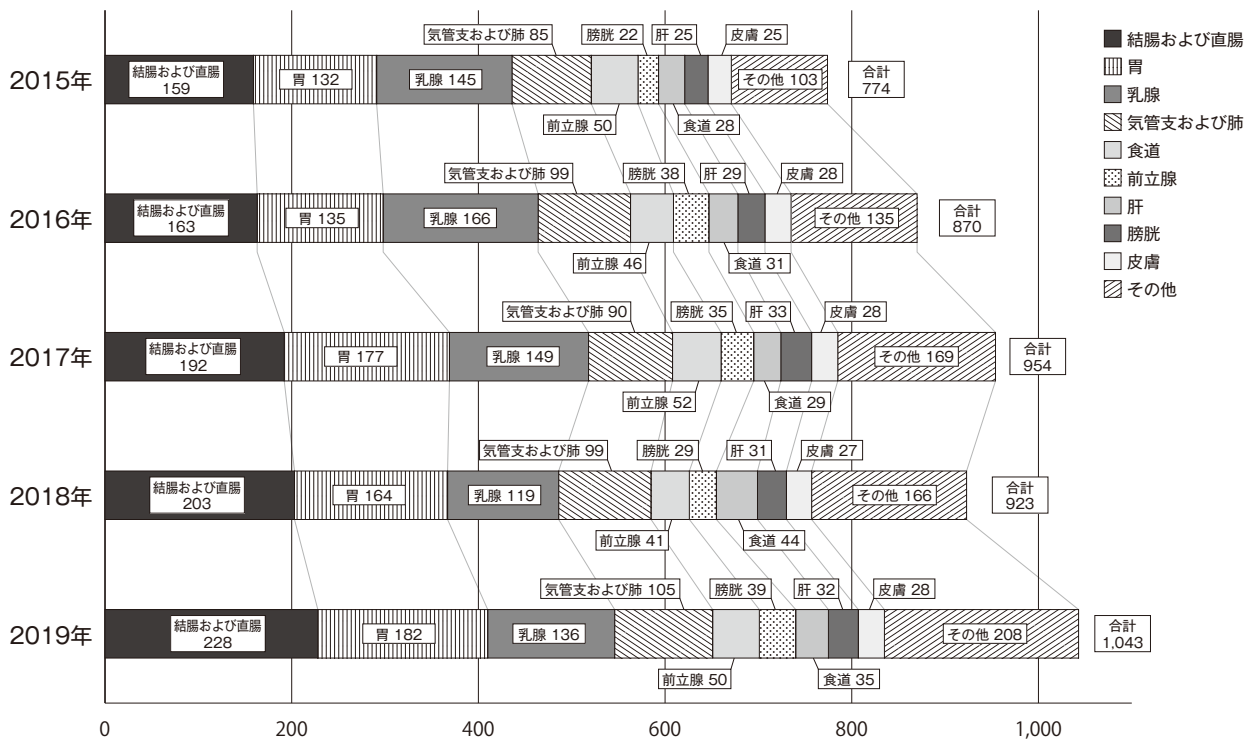 気管支および肺 85
膀胱 22
肝 25
皮膚 25
2015年
結腸および直腸
159
胃 132
乳腺 145
その他 103
合計
774
前立腺 50
食道 28
気管支および肺 99
膀胱 38
肝 29
皮膚 28
2016年
結腸および直腸
163
胃 135
乳腺 166
その他 135
合計
870
前立腺 46
食道 31
気管支および肺 90
膀胱 35
肝 33
皮膚 28
2017年
結腸および直腸
192
胃 177
乳腺 149
その他 169
合計
954
前立腺 52
食道 29
気管支および肺 99
膀胱 29
肝 31
皮膚 27
2018年
結腸および直腸
203
胃 164
乳腺 119
その他 166
合計
923
前立腺 41
食道 44
気管支および肺 105
膀胱 39
肝 32
皮膚 28
2019年
結腸および直腸
228
胃 182
乳腺 136
その他 208
合計
1,043
前立腺 50
食道 35
0
200
400
600
800
1,000
結腸および直腸
胃
乳腺
気管支および肺
食道
前立腺
肝
膀胱
皮膚
その他